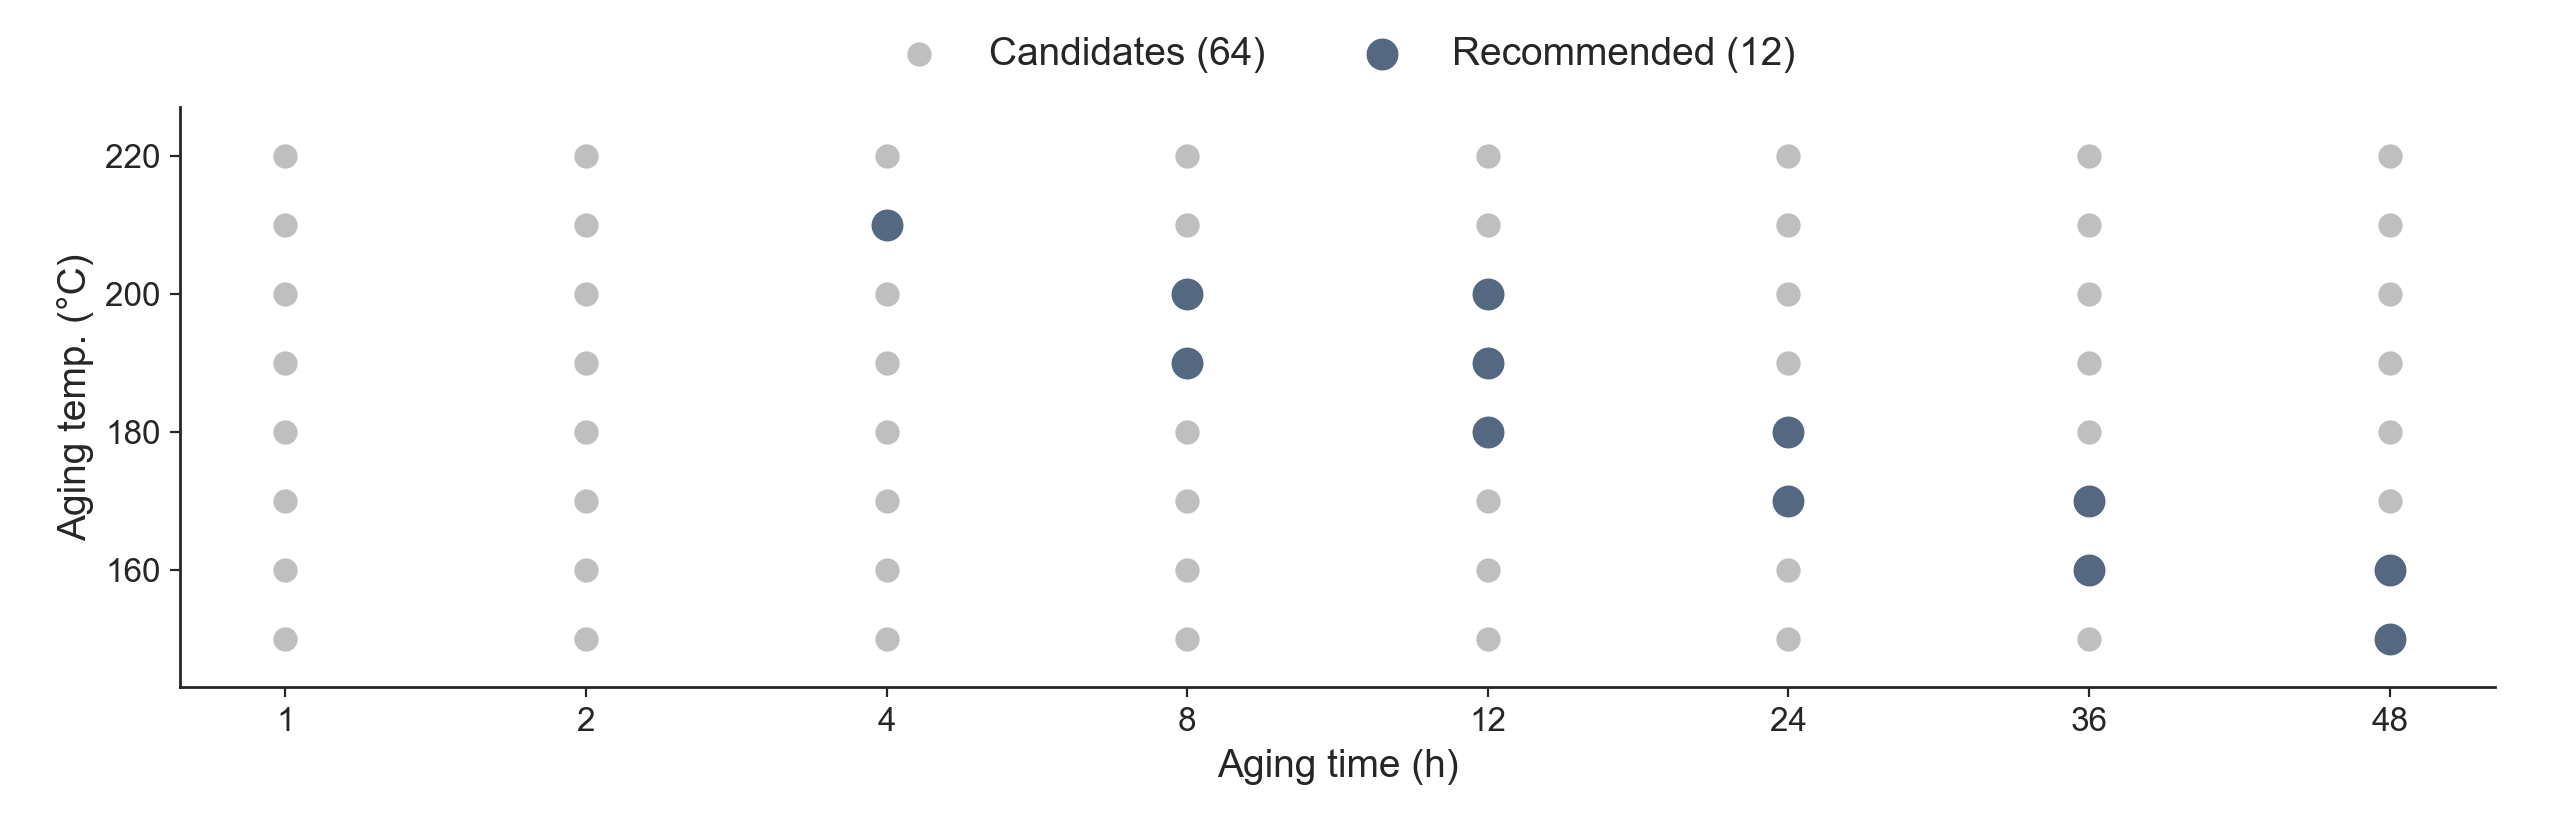 Candidates (64) Recommended (12)
Aging temp. (°C)
220
200
180
160
1 2 4 8 12 24 36 48
Aging time (h)